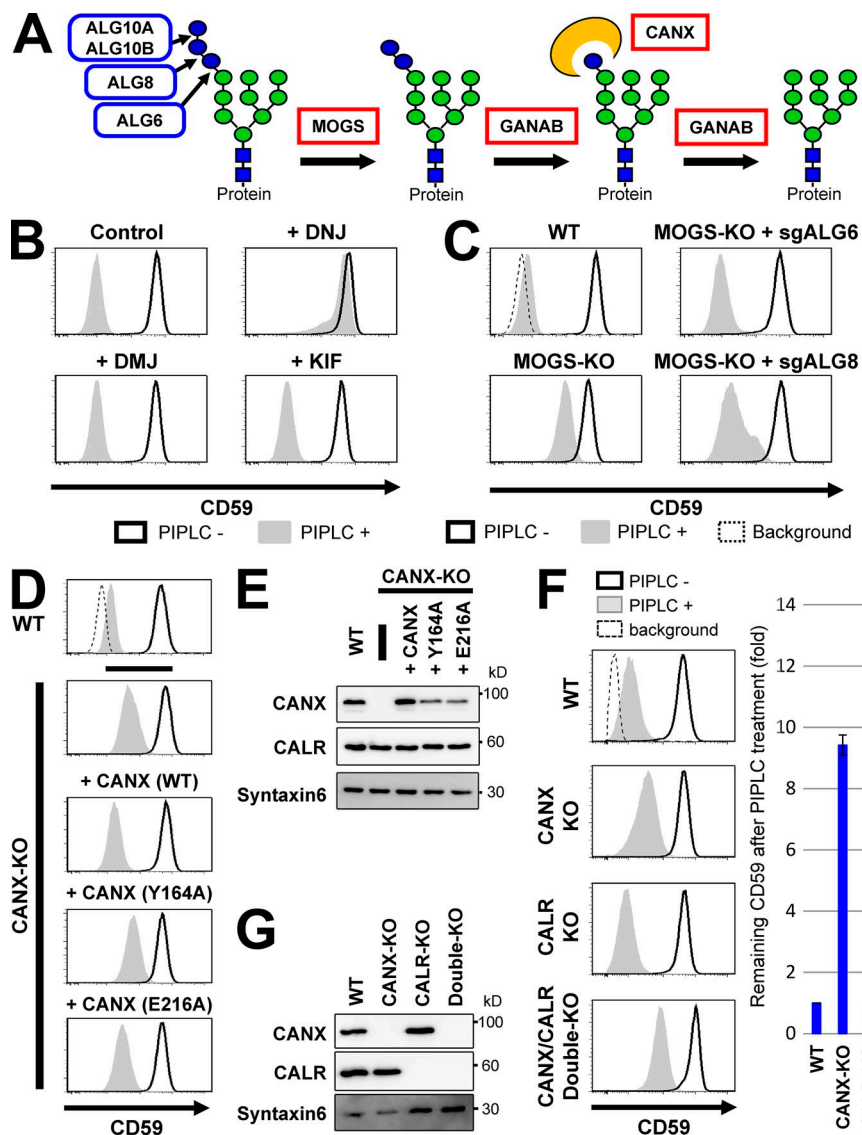 A
ALG10A
ALG10B
ALG8
ALG6
MOGS
GANAB
CANX
GANAB
Protein
Protein
Protein
Protein
B
Control
+ DNJ
+ DMJ
+ KIF
CD59
PIPLC -
PIPLC +
C
WT
MOGS-KO + sgALG6
MOGS-KO
MOGS-KO + sgALG8
CD59
PIPLC -
PIPLC +
Background
D
WT
CANX-KO
+ CANX (WT)
+ CANX (Y164A)
+ CANX (E216A)
CD59
E
CANX-KO
WT
+ CANX
+ Y164A
+ E216A
kD
CANX
100
CALR
60
Syntaxin6
30
G
WT
CANX-KO
CALR-KO
Double-KO
kD
CANX
100
CALR
60
Syntaxin6
30
F
PIPLC -
PIPLC +
background
WT
CANX
KO
CALR
KO
CANX/CALR
Double-KO
CD59
Remaining CD59 after PIPLC treatment (fold)
14
12
10
8
6
4
2
0
WT
CANX-KO